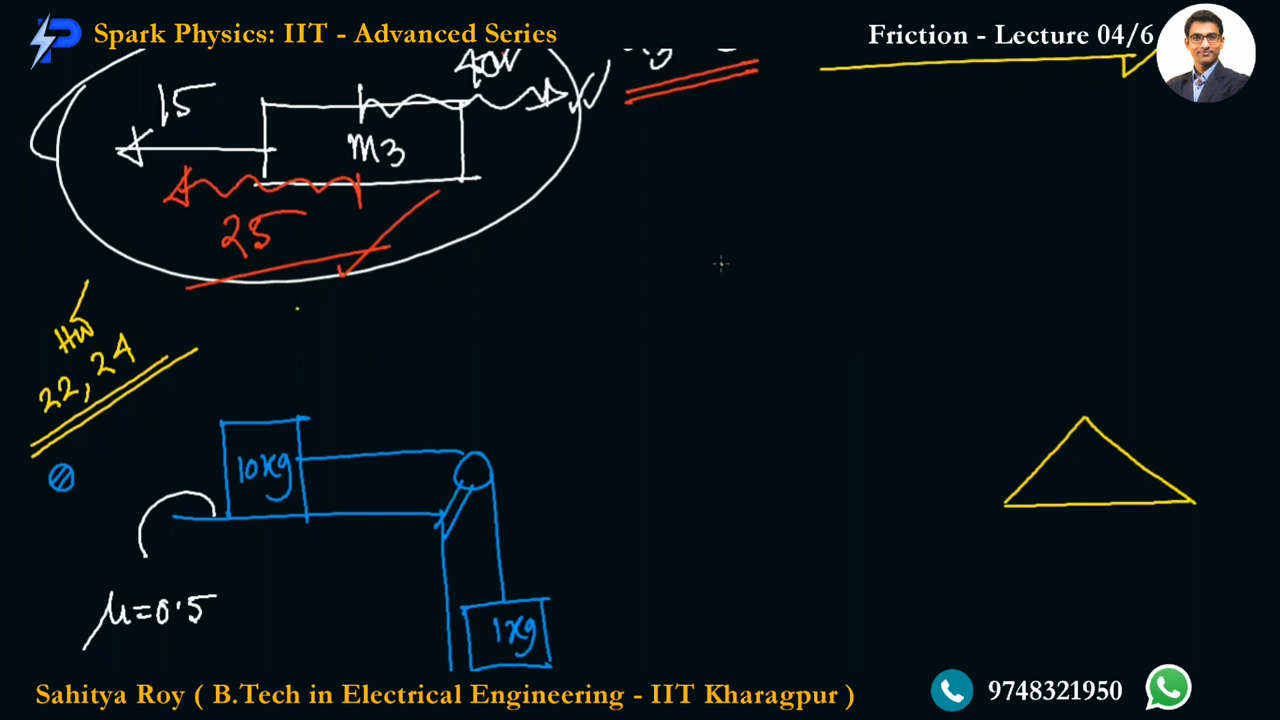 Spark Physics: IIT - Advanced Series
Friction - Lecture 04/6
40N
15
m3
25
HW
22, 24
10kg
μ=0.5
1kg
Sahitya Roy ( B.Tech in Electrical Engineering - IIT Kharagpur )
9748321950